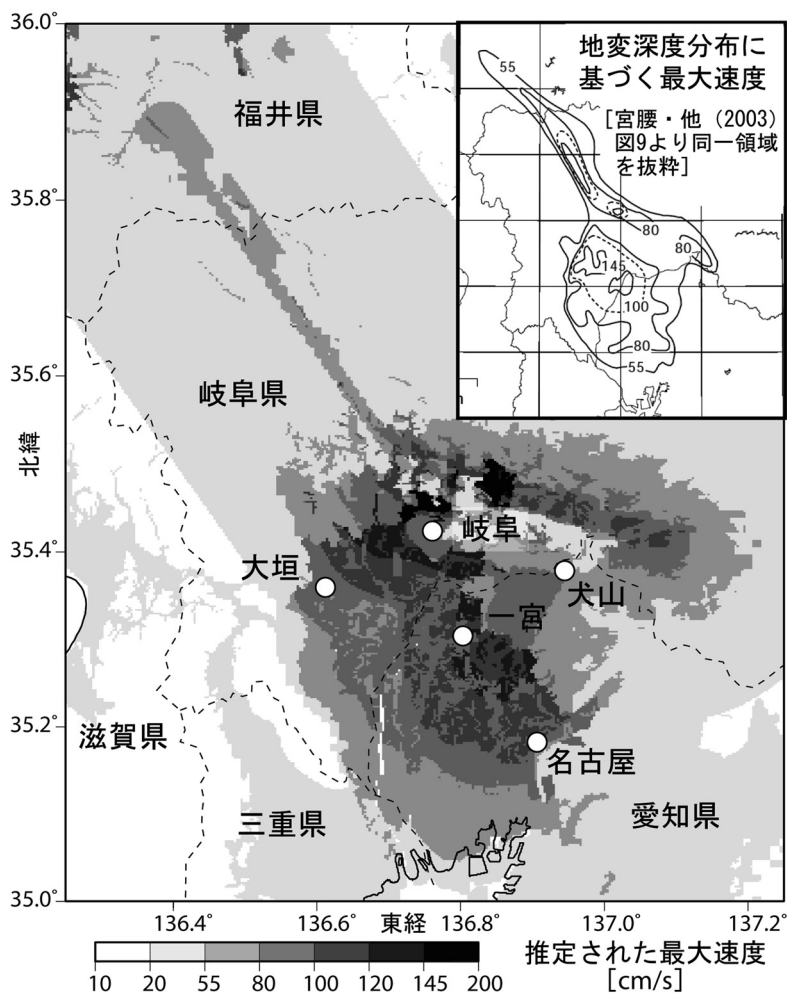 36.0°
35.8°
35.6°
35.4°
35.2°
35.0°
北緯
136.4°
136.6°
東経
136.8°
137.0°
137.2°
福井県
岐阜県
岐阜
大垣
犬山
一宮
名古屋
滋賀県
三重県
愛知県
地変深度分布に
基づく最大速度
[宮腰・他(2003)
図9より同一領域
を抜粋]
55
80
80
145
100
80
55
10 20 55 80 100 120 145 200
推定された最大速度
[cm/s]